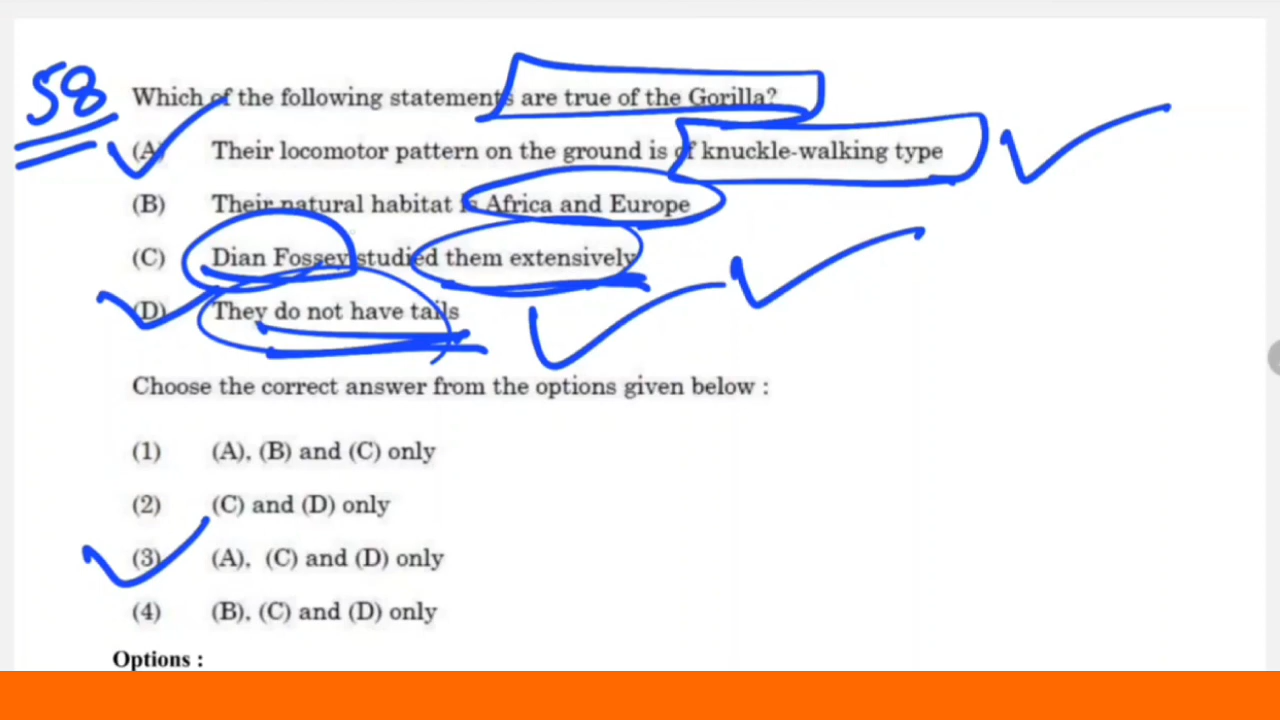 58 Which of the following statements are true of the Gorilla?
(A) Their locomotor pattern on the ground is of knuckle-walking type
(B) Their natural habitat is Africa and Europe
(C) Dian Fossey studied them extensively
(D) They do not have tails
Choose the correct answer from the options given below :
(1) (A), (B) and (C) only
(2) (C) and (D) only
(3) (A), (C) and (D) only
(4) (B), (C) and (D) only
Options :